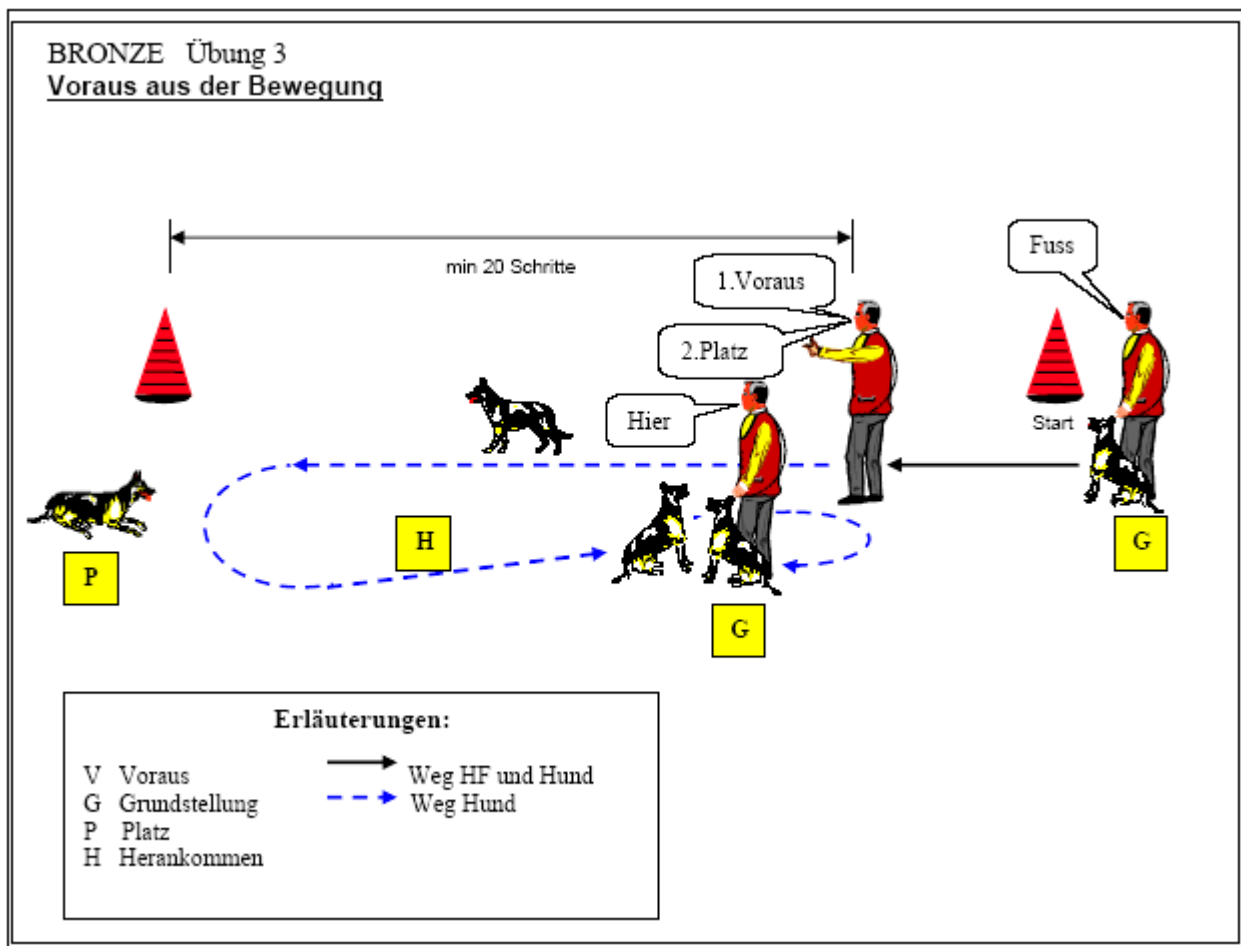 BRONZE Übung 3
Voraus aus der Bewegung
min 20 Schritte
Fuss
1.Voraus
2.Platz
Hier
Start
P
H
G
G
Erläuterungen:
V Voraus
G Grundstellung
P Platz
H Herankommen
Weg HF und Hund
Weg Hund